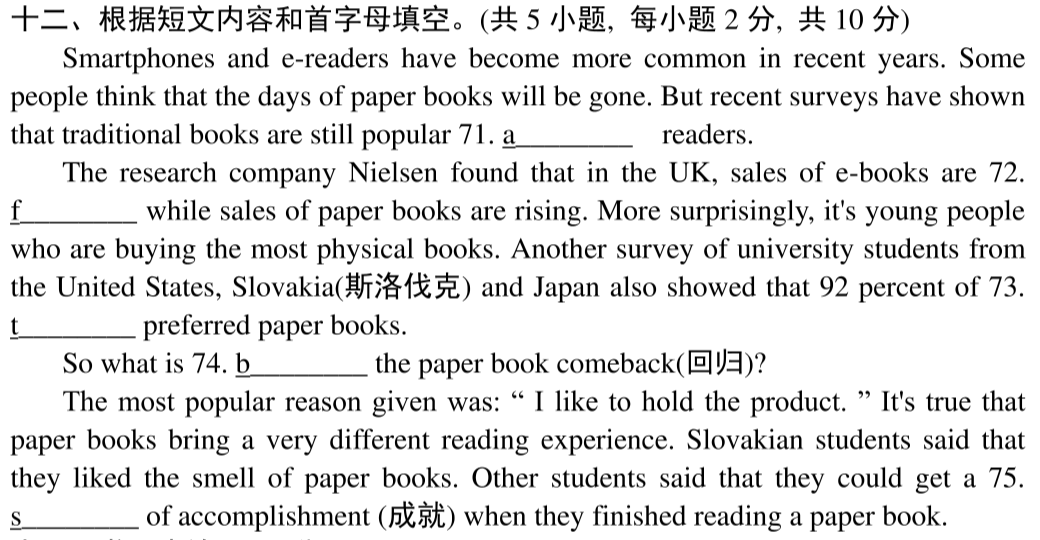 十二、根据短文内容和首字母填空。(共 5 小题, 每小题 2 分, 共 10 分)
Smartphones and e-readers have become more common in recent years. Some
people think that the days of paper books will be gone. But recent surveys have shown
that traditional books are still popular 71. a________ readers.
The research company Nielsen found that in the UK, sales of e-books are 72.
f________ while sales of paper books are rising. More surprisingly, it's young people
who are buying the most physical books. Another survey of university students from
the United States, Slovakia(斯洛伐克) and Japan also showed that 92 percent of 73.
t________ preferred paper books.
So what is 74. b________ the paper book comeback(回归)?
The most popular reason given was: “ I like to hold the product. ” It's true that
paper books bring a very different reading experience. Slovakian students said that
they liked the smell of paper books. Other students said that they could get a 75.
s________ of accomplishment (成就) when they finished reading a paper book.